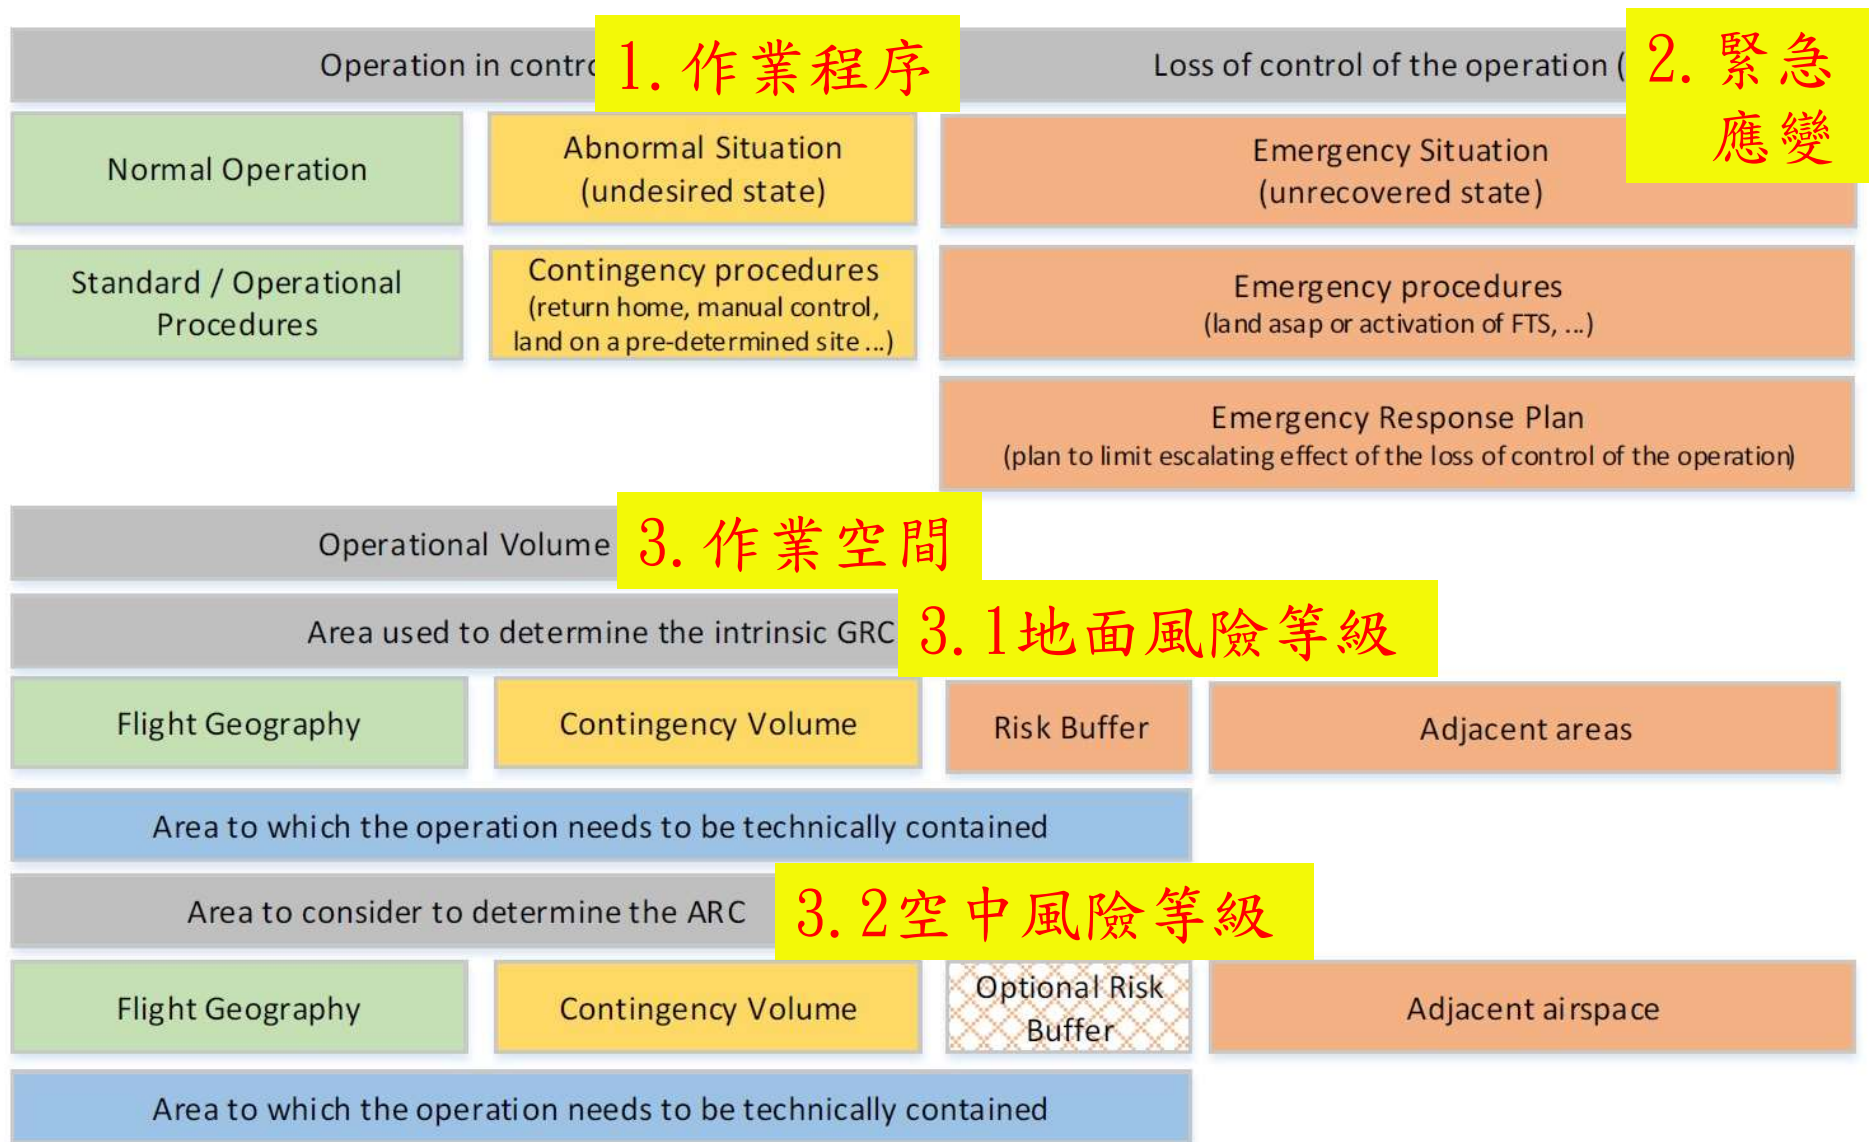 Operation in contro
1.作業程序
Loss of control of the operation (
2.緊急
應變
Normal Operation
Abnormal Situation
(undesired state)
Emergency Situation
(unrecovered state)
Standard / Operational
Procedures
Contingency procedures
(return home, manual control,
land on a pre-determined site ...)
Emergency procedures
(land asap or activation of FTS, ...)
Emergency Response Plan
(plan to limit escalating effect of the loss of control of the operation)
Operational Volume
3.作業空間
Area used to determine the intrinsic GRC
3.1地面風險等級
Flight Geography
Contingency Volume
Risk Buffer
Adjacent areas
Area to which the operation needs to be technically contained
Area to consider to determine the ARC
3.2空中風險等級
Flight Geography
Contingency Volume
Optional Risk
Buffer
Adjacent airspace
Area to which the operation needs to be technically contained